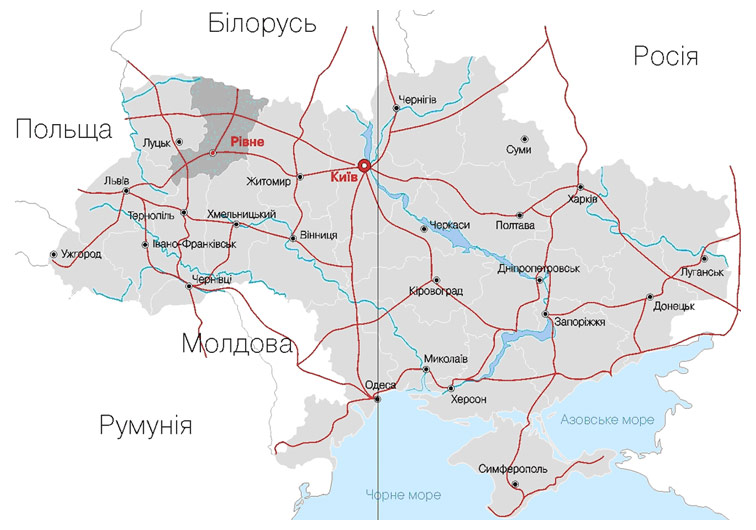 Білорусь
Росія
Польща
Чернігів
Луцьк
Рівне
Суми
Київ
Житомир
Львів
Харків
Тернопіль
Хмельницький
Черкаси
Полтава
Вінниця
Івано-Франківськ
Ужгород
Луганськ
Дніпропетровськ
Чернівці
Кіровоград
Донецьк
Запоріжжя
Молдова
Миколаїв
Одеса
Херсон
Румунія
Азовське море
Симферополь
Чорне море